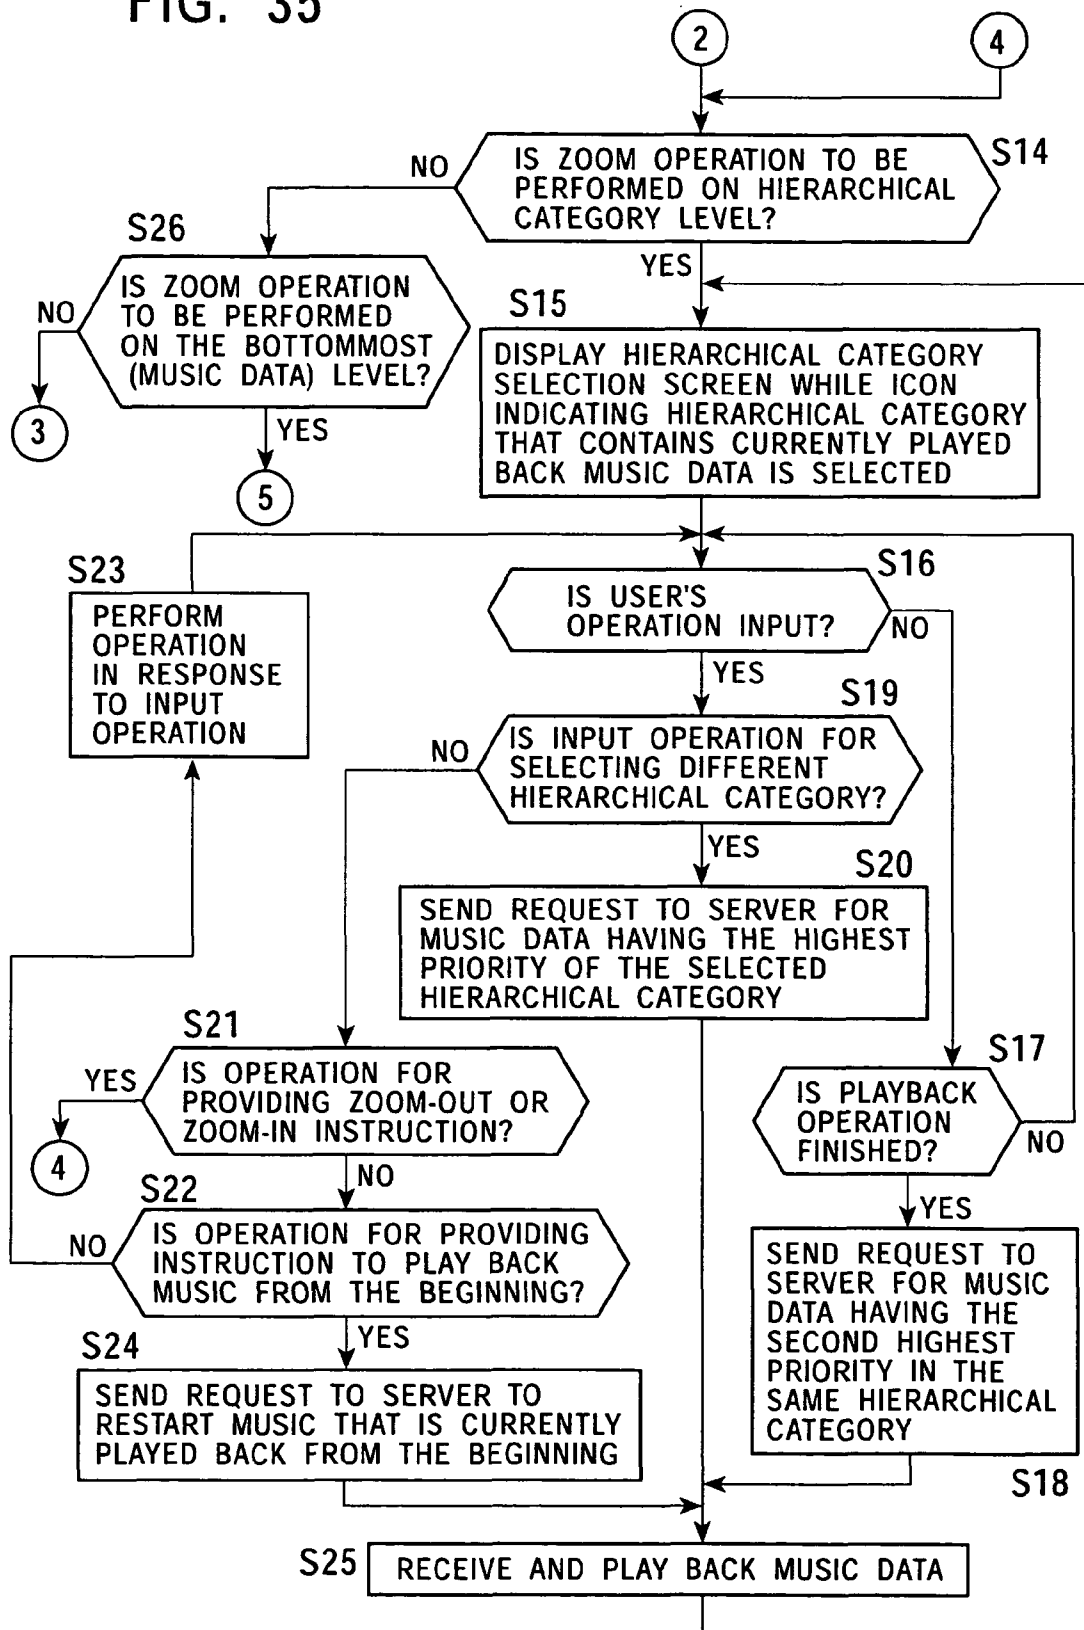 FIG. 35
2
4
S14
IS ZOOM OPERATION TO BE
PERFORMED ON HIERARCHICAL
CATEGORY LEVEL?
NO
YES
S26
IS ZOOM OPERATION
TO BE PERFORMED
ON THE BOTTOMMOST
(MUSIC DATA) LEVEL?
NO
3
YES
5
S15
DISPLAY HIERARCHICAL CATEGORY
SELECTION SCREEN WHILE ICON
INDICATING HIERARCHICAL CATEGORY
THAT CONTAINS CURRENTLY PLAYED
BACK MUSIC DATA IS SELECTED
S23
PERFORM
OPERATION
IN RESPONSE
TO INPUT
OPERATION
S16
IS USER'S
OPERATION INPUT?
NO
YES
S19
IS INPUT OPERATION FOR
SELECTING DIFFERENT
HIERARCHICAL CATEGORY?
NO
YES
S20
SEND REQUEST TO SERVER FOR
MUSIC DATA HAVING THE HIGHEST
PRIORITY OF THE SELECTED
HIERARCHICAL CATEGORY
S21
IS OPERATION FOR
PROVIDING ZOOM-OUT OR
ZOOM-IN INSTRUCTION?
YES
4
NO
S17
IS PLAYBACK
OPERATION
FINISHED?
NO
YES
S22
IS OPERATION FOR PROVIDING
INSTRUCTION TO PLAY BACK
MUSIC FROM THE BEGINNING?
NO
YES
SEND REQUEST TO
SERVER FOR MUSIC
DATA HAVING THE
SECOND HIGHEST
PRIORITY IN THE
SAME HIERARCHICAL
CATEGORY
S18
S24
SEND REQUEST TO SERVER TO
RESTART MUSIC THAT IS CURRENTLY
PLAYED BACK FROM THE BEGINNING
S25
RECEIVE AND PLAY BACK MUSIC DATA